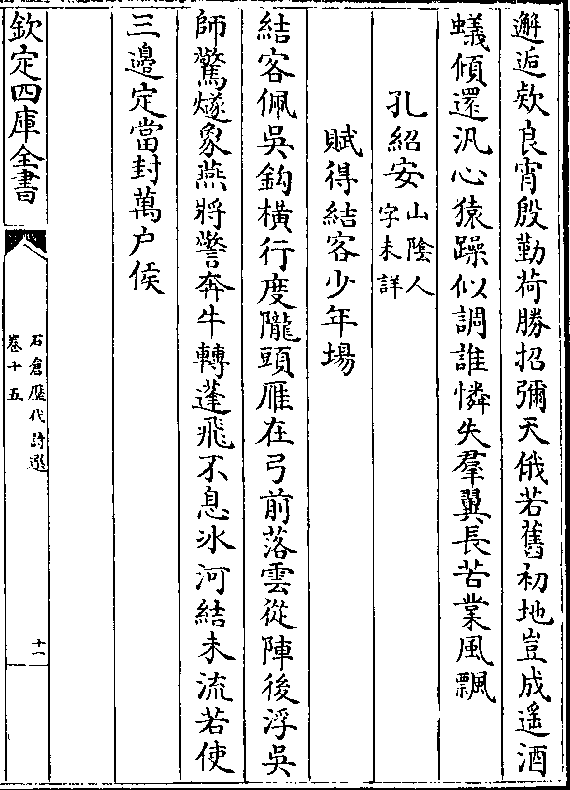 邂逅欵良宵殷勤荷勝招彌天俄若舊初地豈成遥酒
蟻傾還汎心猿躁似調誰憐失羣翼長苦業風飄
孔紹安山陰人字未詳
賦得結客少年場
結客佩吳鈎橫行度隴頭雁在弓前落雲從陣後浮吳
師驚燧象燕將警奔牛轉蓬飛不息冰河結未流若使
三邉定當封萬户侯
欽定四庫全書
石倉歷代詩選
卷十五
十一